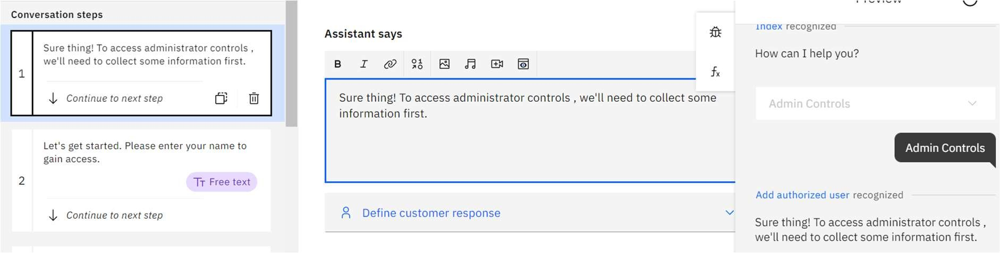 Conversation steps
1
Sure thing! To access administrator controls ,
we'll need to collect some information first.
Continue to next step
2
Let's get started. Please enter your name to
gain access.
Free text
Continue to next step
Assistant says
B I
Sure thing! To access administrator controls , we'll need to collect some
information first.
Define customer response
fx
Preview
Index recognized
How can I help you?
Admin Controls
Admin Controls
Add authorized user recognized
Sure thing! To access administrator controls ,
we'll need to collect some information first.